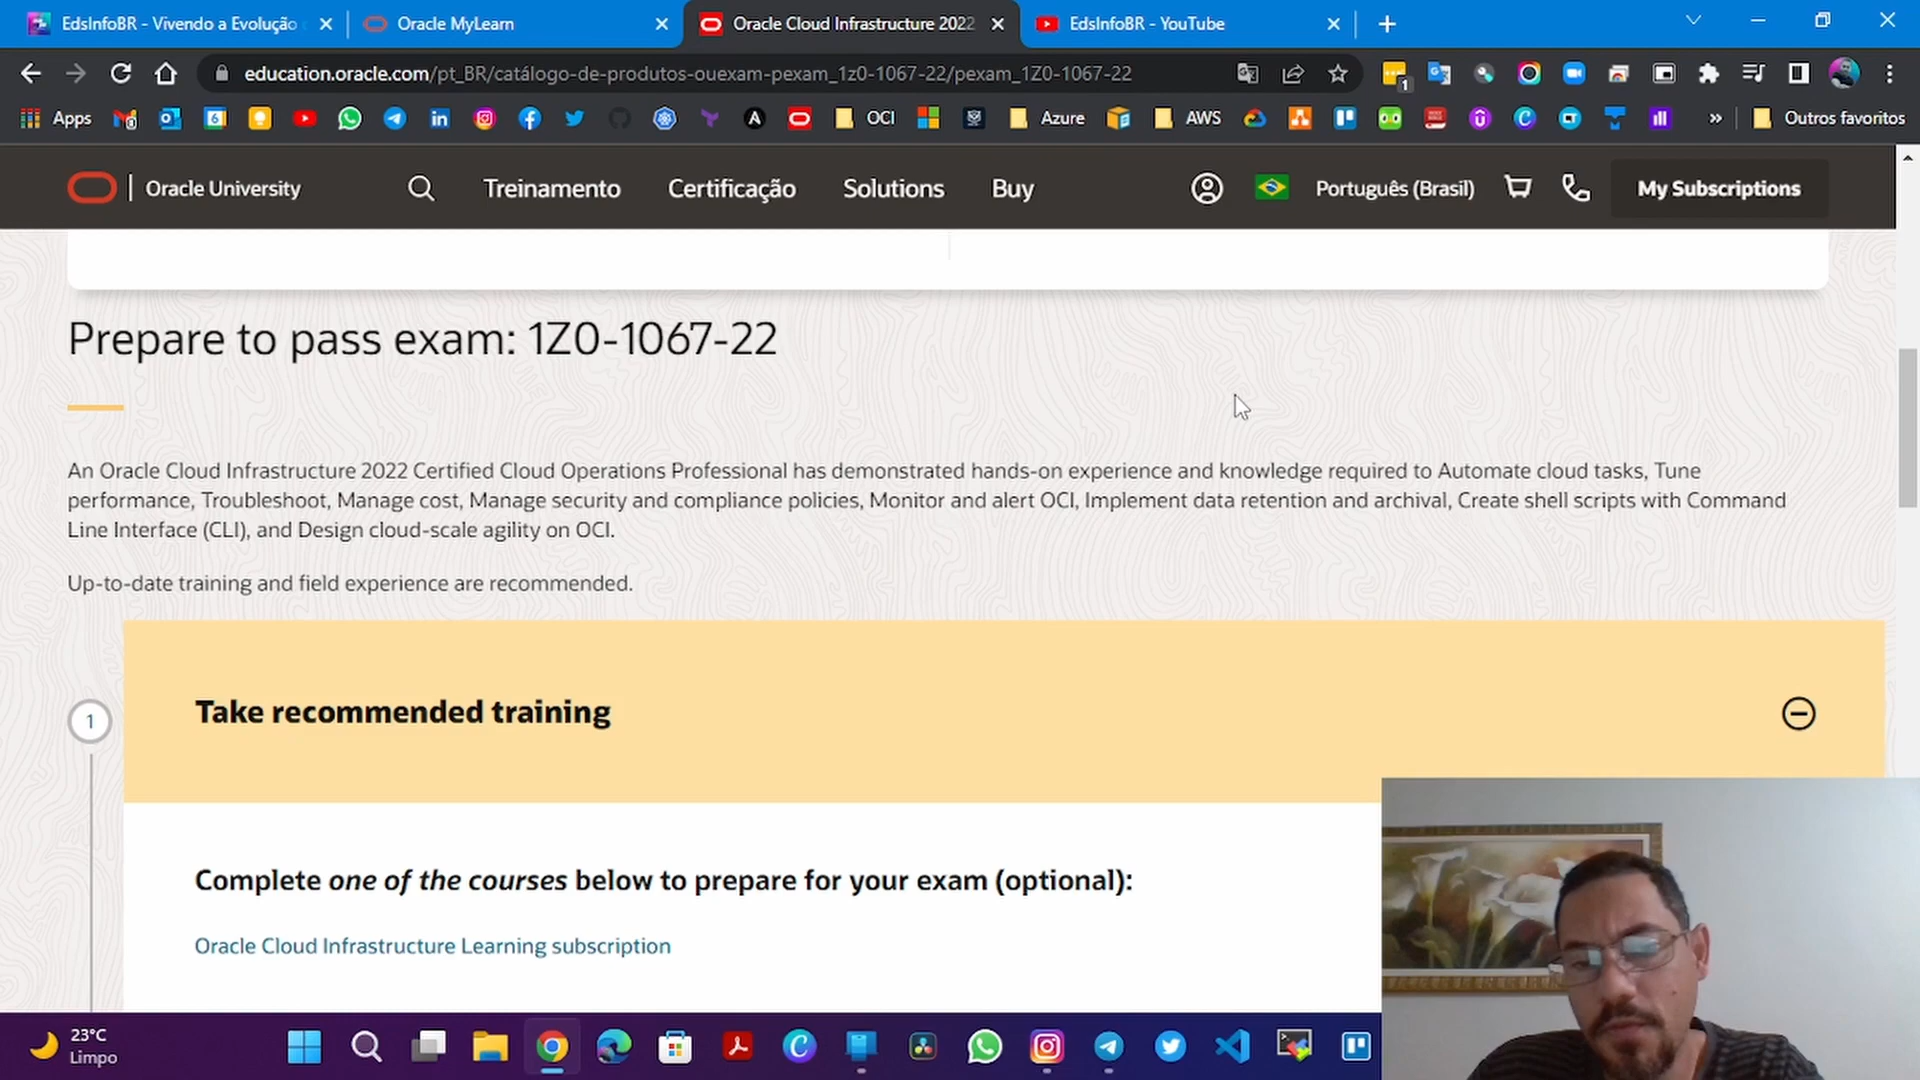 EdsInfoBR - Vivendo a Evolução
Oracle MyLearn
Oracle Cloud Infrastructure 2022
EdsInfoBR - YouTube
education.oracle.com/pt_BR/catálogo-de-produtos-ouexam-pexam_1z0-1067-22/pexam_1Z0-1067-22
1
Apps
OCI
Azure
AWS
»
Outros favoritos
Oracle University
Treinamento
Certificação
Solutions
Buy
Português (Brasil)
My Subscriptions
Prepare to pass exam: 1Z0-1067-22
An Oracle Cloud Infrastructure 2022 Certified Cloud Operations Professional has demonstrated hands-on experience and knowledge required to Automate cloud tasks, Tune
performance, Troubleshoot, Manage cost, Manage security and compliance policies, Monitor and alert OCI, Implement data retention and archival, Create shell scripts with Command
Line Interface (CLI), and Design cloud-scale agility on OCI.
Up-to-date training and field experience are recommended.
1
Take recommended training
Complete one of the courses below to prepare for your exam (optional):
Oracle Cloud Infrastructure Learning subscription
23°C
Limpo